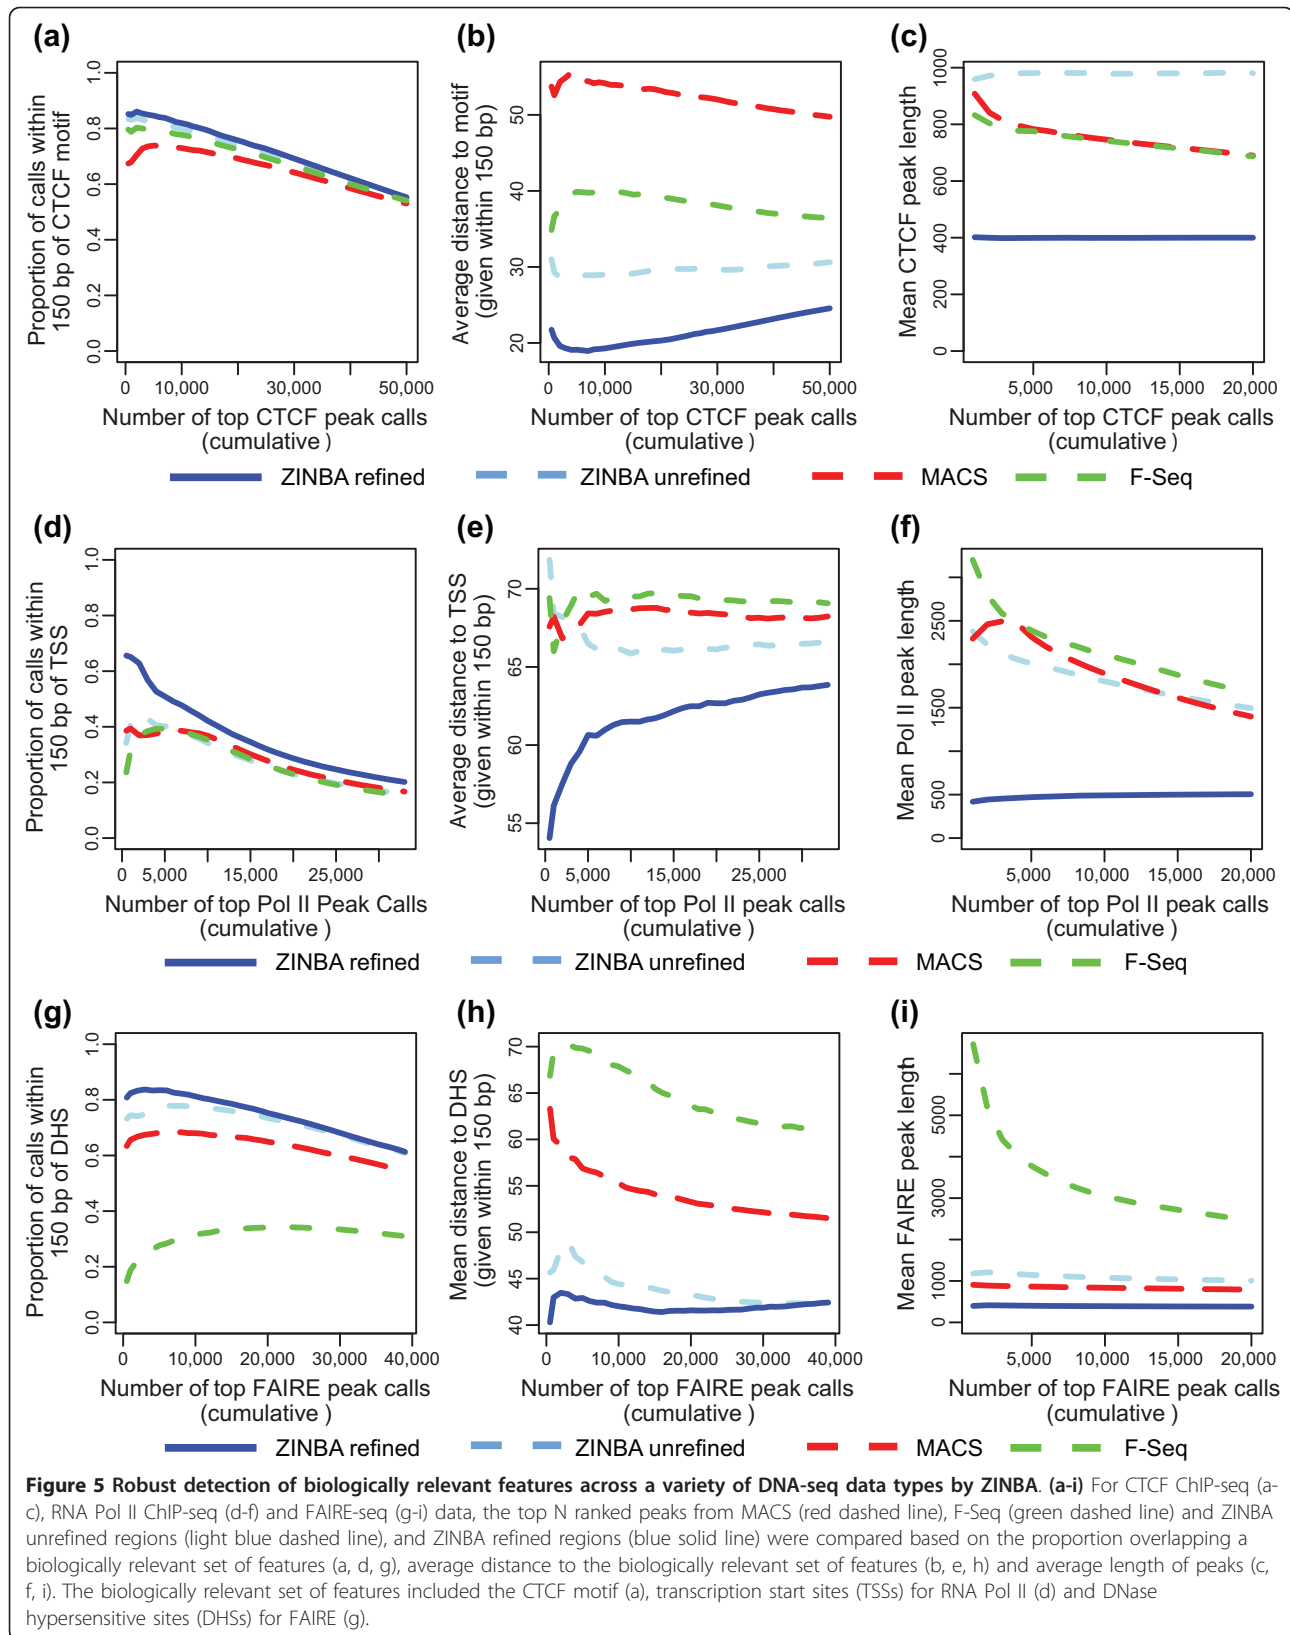 (a)
Proportion of calls within
150 bp of CTCF motif
0.0 0.2 0.4 0.6 0.8 1.0
0 10,000 30,000 50,000
Number of top CTCF peak calls
(cumulative )
(b)
Average distance to motif
(given within 150 bp)
20 30 40 50
0 10,000 30,000 50,000
Number of top CTCF peak calls
(cumulative )
(c)
Mean CTCF peak length
0 200 400 600 800 1000
5,000 10,000 15,000 20,000
Number of top CTCF peak calls
(cumulative )
ZINBA refined ZINBA unrefined MACS F-Seq
(d)
Proportion of calls within
150 bp of TSS
0.0 0.2 0.4 0.6 0.8 1.0
0 5,000 15,000 25,000
Number of top Pol II Peak Calls
(cumulative )
(e)
Average distance to TSS
(given within 150 bp)
55 60 65 70
0 5,000 15,000 25,000
Number of top Pol II peak calls
(cumulative )
(f)
Mean Pol II peak length
0 500 1500 2500
5,000 10,000 15,000 20,000
Number of top Pol II peak calls
(cumulative )
ZINBA refined ZINBA unrefined MACS F-Seq
(g)
Proportion of calls within
150 bp of DHS
0.0 0.2 0.4 0.6 0.8 1.0
0 10,000 20,000 30,000 40,000
Number of top FAIRE peak calls
(cumulative )
(h)
Mean distance to DHS
(given within 150 bp)
40 45 50 55 60 65 70
0 10,000 20,000 30,000 40,000
Number of top FAIRE peak calls
(cumulative )
(i)
Mean FAIRE peak length
0 1000 3000 5000
5,000 10,000 15,000 20,000
Number of top FAIRE peak calls
(cumulative )
ZINBA refined ZINBA unrefined MACS F-Seq
Figure 5 Robust detection of biologically relevant features across a variety of DNA-seq data types by ZINBA. (a-i) For CTCF ChIP-seq (a-
c), RNA Pol II ChIP-seq (d-f) and FAIRE-seq (g-i) data, the top N ranked peaks from MACS (red dashed line), F-Seq (green dashed line) and ZINBA
unrefined regions (light blue dashed line), and ZINBA refined regions (blue solid line) were compared based on the proportion overlapping a
biologically relevant set of features (a, d, g), average distance to the biologically relevant set of features (b, e, h) and average length of peaks (c,
f, i). The biologically relevant set of features included the CTCF motif (a), transcription start sites (TSSs) for RNA Pol II (d) and DNase
hypersensitive sites (DHSs) for FAIRE (g).